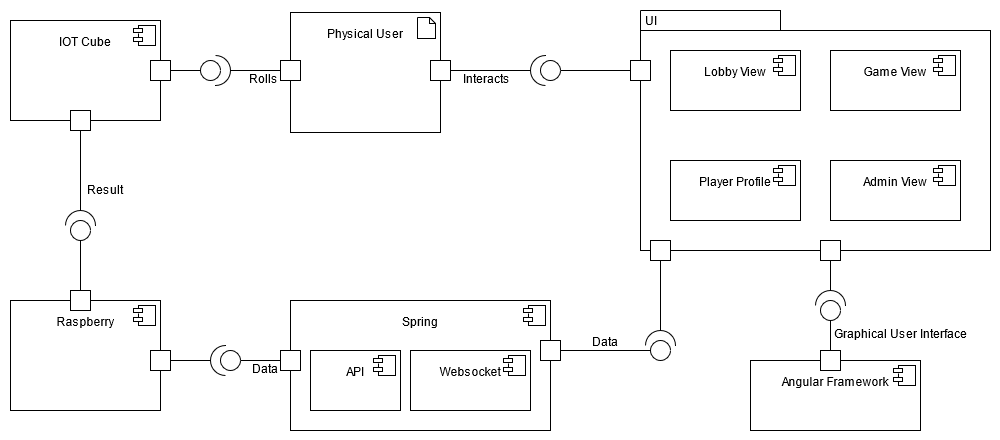 UI
IOT Cube
Physical User
Lobby View
Game View
Rolls
Interacts
Result
Player Profile
Admin View
Raspberry
Spring
Graphical User Interface
Data
Data
API
Websocket
Angular Framework